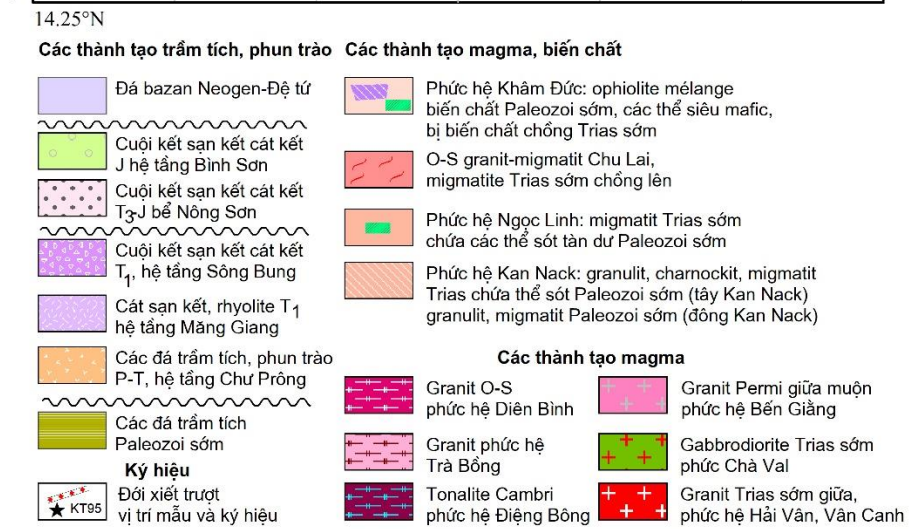 14.25°N
Các thành tạo trầm tích, phun trào
Đá bazan Neogen-Đệ tứ
Cuội kết sạn kết cát kết
J hệ tầng Bình Sơn
Cuội kết sạn kết cát kết
T3-J bể Nông Sơn
Cuội kết sạn kết cát kết
T1, hệ tầng Sông Bung
Cát sạn kết, rhyolite T1
hệ tầng Măng Giang
Các đá trầm tích, phun trào
P-T, hệ tầng Chư Prông
Các đá trầm tích
Paleozoi sớm
Ký hiệu
Đới xiết trượt
KT95 vị trí mẫu và ký hiệu
Các thành tạo magma, biến chất
Phức hệ Khâm Đức: ophiolite mélange
biến chất Paleozoi sớm, các thể siêu mafic,
bị biến chất chồng Trias sớm
O-S granit-migmatit Chu Lai,
migmatite Trias sớm chồng lên
Phức hệ Ngọc Linh: migmatit Trias sớm
chứa các thể sót tàn dư Paleozoi sớm
Phức hệ Kan Nack: granulit, charnockit, migmatit
Trias chứa thể sót Paleozoi sớm (tây Kan Nack)
granulit, migmatit Paleozoi sớm (đông Kan Nack)
Các thành tạo magma
Granit O-S
phức hệ Diên Bình
Granit phức hệ
Trà Bồng
Tonalite Cambri
phức hệ Điệng Bông
Granit Permi giữa muộn
phức hệ Bến Giằng
Gabbrodiorite Trias sớm
phức Chà Val
Granit Trias sớm giữa,
phức hệ Hải Vân, Vân Canh